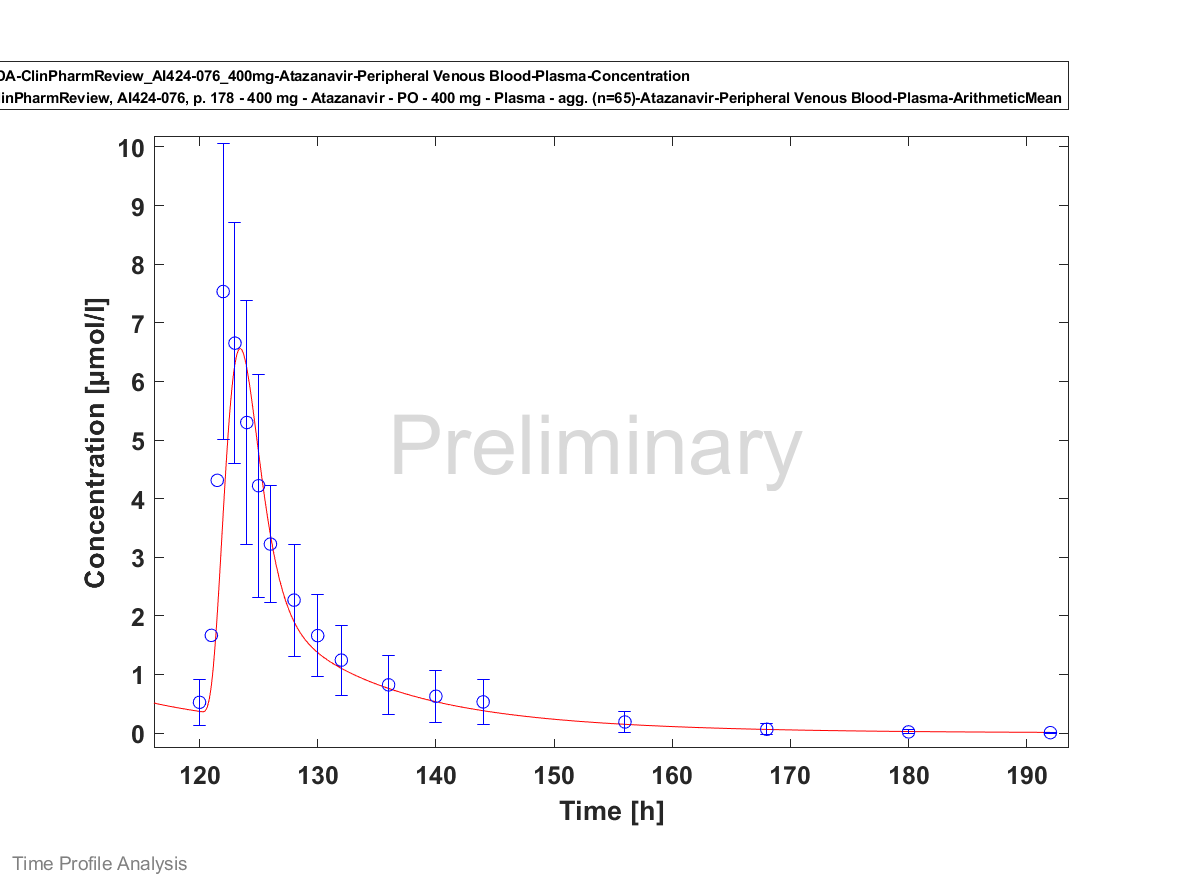 DA-ClinPharmReview_AI424-076_400mg-Atazanavir-Peripheral Venous Blood-Plasma-Concentration
linPharmReview, AI424-076, p. 178 - 400 mg - Atazanavir - PO - 400 mg - Plasma - agg. (n=65)-Atazanavir-Peripheral Venous Blood-Plasma-ArithmeticMean
10
9
8
7
6
5
4
3
2
1
0
Concentration [µmol/l]
Preliminary
120 130 140 150 160 170 180 190
Time [h]
Time Profile Analysis